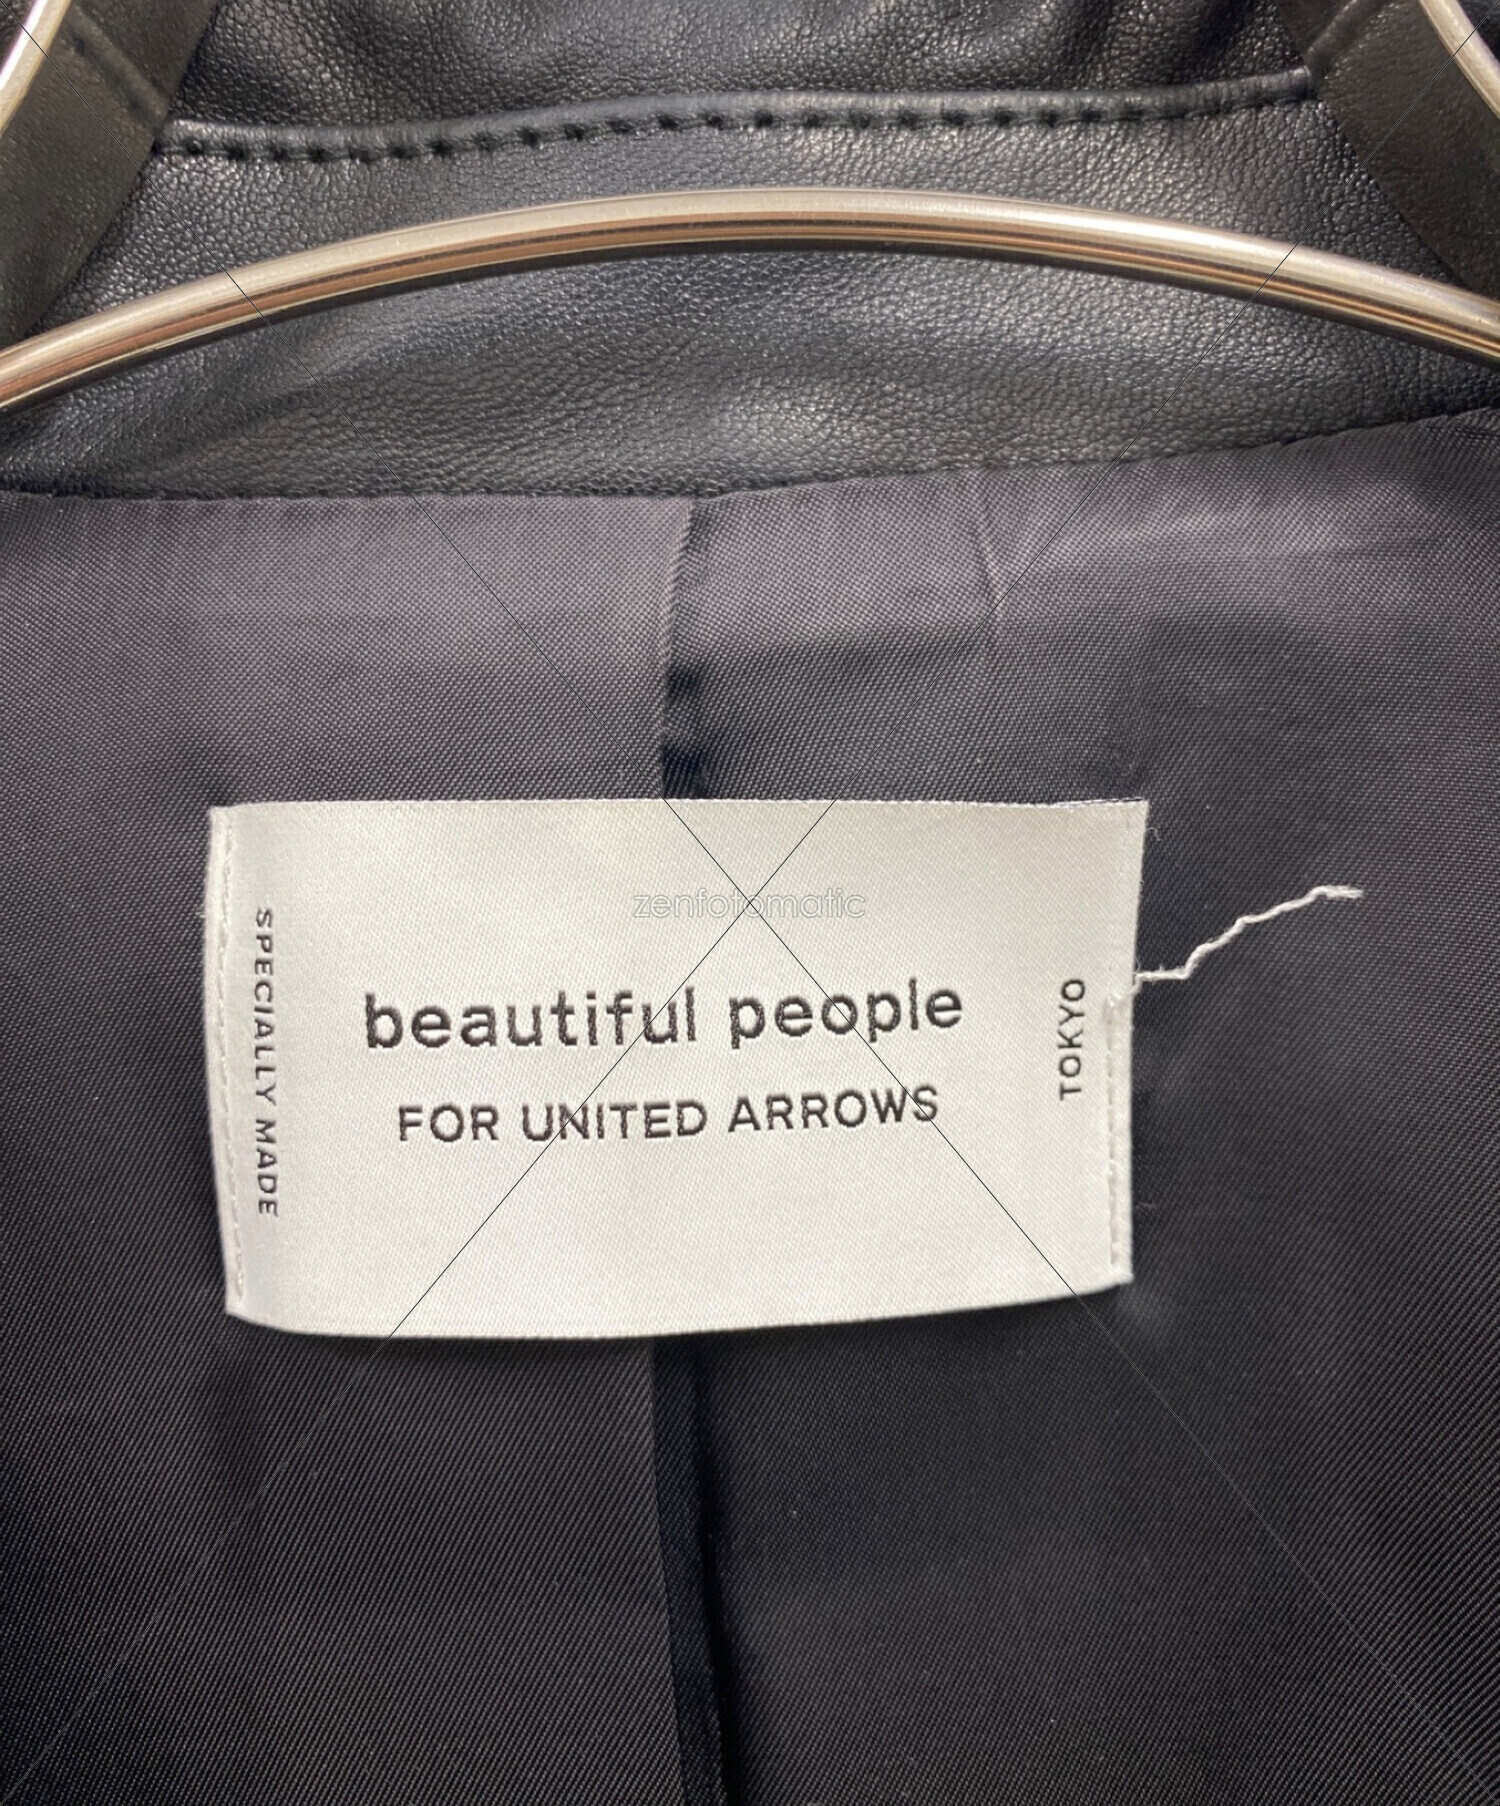 zenfotomatic
SPECIALLY MADE
beautiful people
FOR UNITED ARROWS
TOKYO